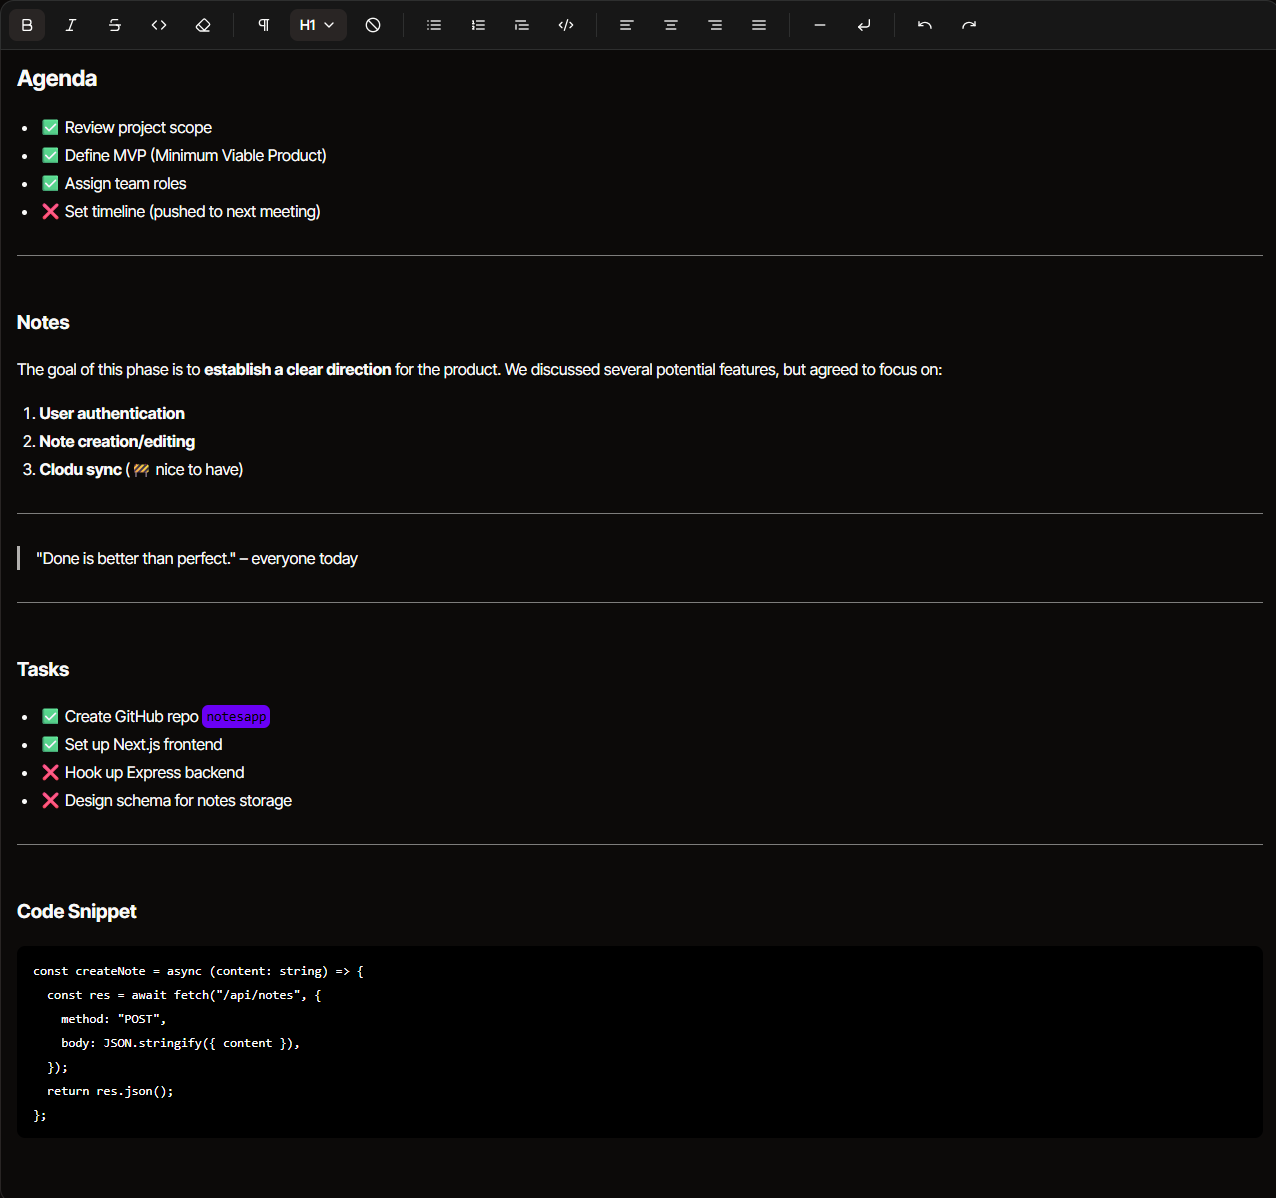 H1
Agenda
• ✅ Review project scope
• ✅ Define MVP (Minimum Viable Product)
• ✅ Assign team roles
• ❌ Set timeline (pushed to next meeting)
Notes
The goal of this phase is to establish a clear direction for the product. We discussed several potential features, but agreed to focus on:
1. User authentication
2. Note creation/editing
3. Clodu sync (🚧 nice to have)
"Done is better than perfect." – everyone today
Tasks
• ✅ Create GitHub repo notesapp
• ✅ Set up Next.js frontend
• ❌ Hook up Express backend
• ❌ Design schema for notes storage
Code Snippet
const createNote = async (content: string) => {
  const res = await fetch("/api/notes", {
    method: "POST",
    body: JSON.stringify({ content }),
  });
  return res.json();
};